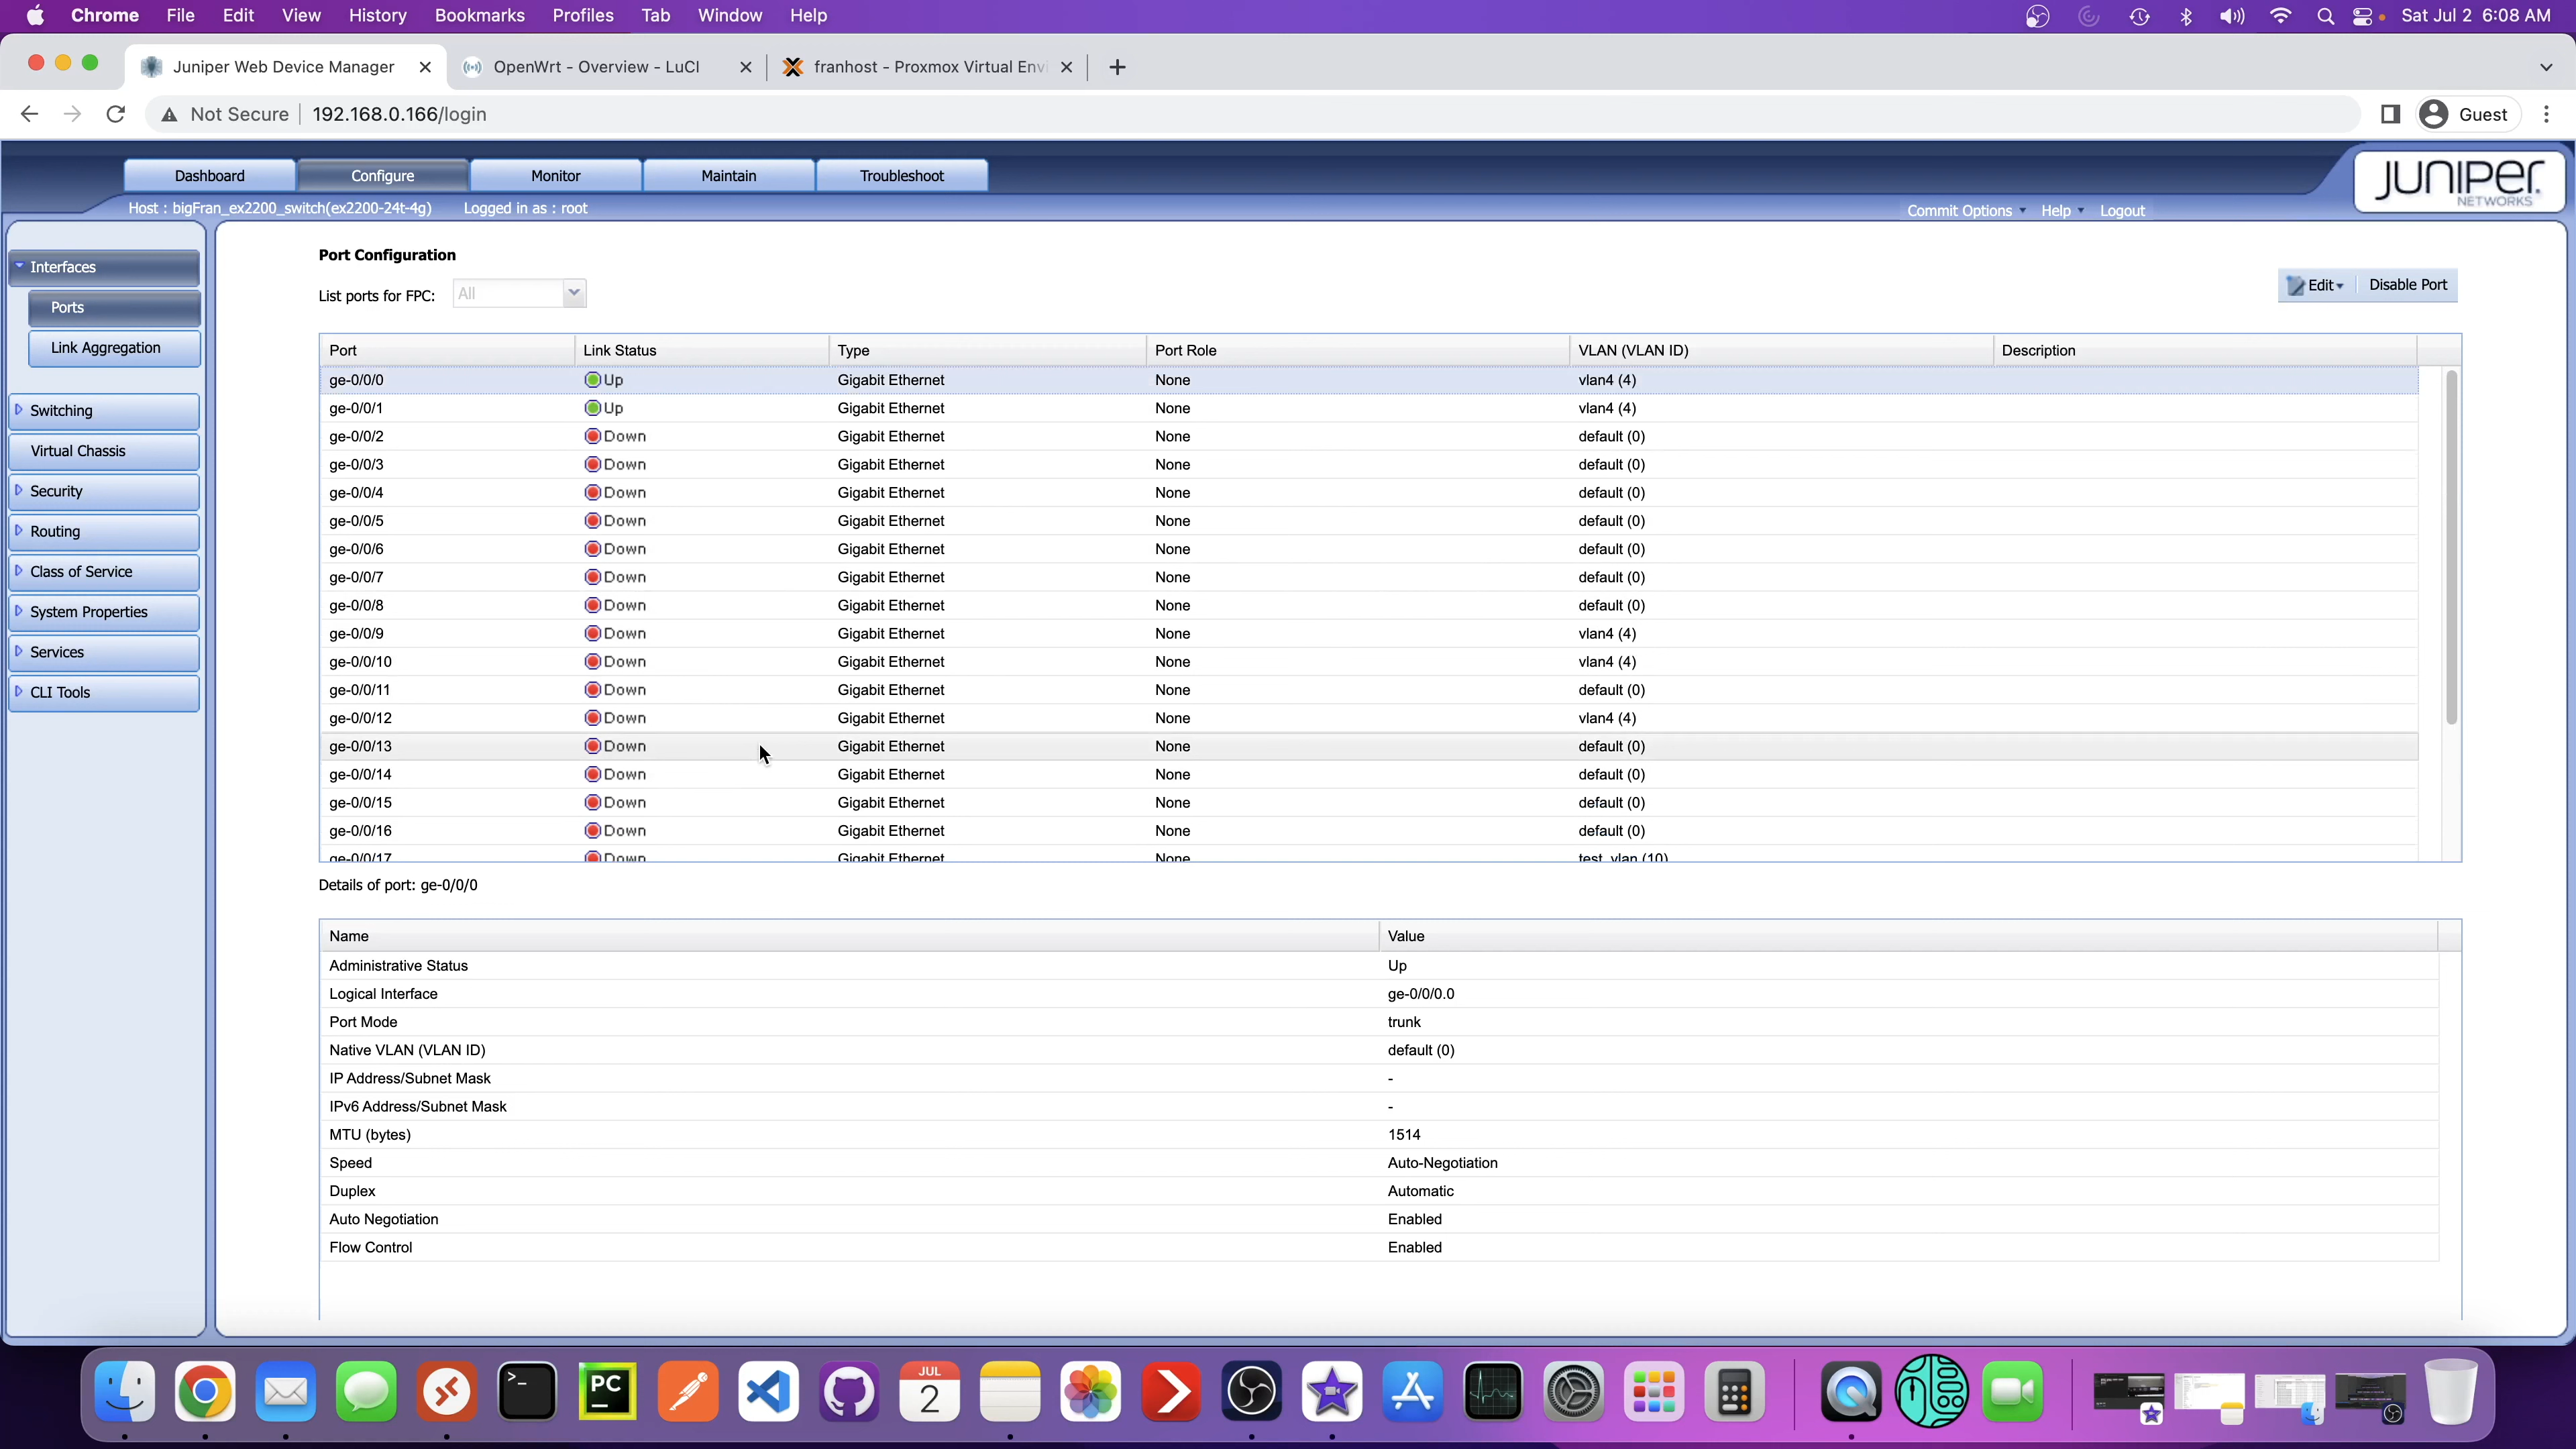 Chrome File Edit View History Bookmarks Profiles Tab Window Help Sat Jul 2 6:08 AM
Juniper Web Device Manager OpenWrt - Overview - LuCI franhost - Proxmox Virtual Envi
Not Secure 192.168.0.166/login Guest
Dashboard Configure Monitor Maintain Troubleshoot
JUNIPER NETWORKS
Host : bigFran_ex2200_switch(ex2200-24t-4g) Logged in as : root
Commit Options Help Logout
Interfaces
Ports
Link Aggregation
Switching
Virtual Chassis
Security
Routing
Class of Service
System Properties
Services
CLI Tools
Port Configuration
List ports for FPC: All
Edit Disable Port
Port Link Status Type Port Role VLAN (VLAN ID) Description
ge-0/0/0 Up Gigabit Ethernet None vlan4 (4)
ge-0/0/1 Up Gigabit Ethernet None vlan4 (4)
ge-0/0/2 Down Gigabit Ethernet None default (0)
ge-0/0/3 Down Gigabit Ethernet None default (0)
ge-0/0/4 Down Gigabit Ethernet None default (0)
ge-0/0/5 Down Gigabit Ethernet None default (0)
ge-0/0/6 Down Gigabit Ethernet None default (0)
ge-0/0/7 Down Gigabit Ethernet None default (0)
ge-0/0/8 Down Gigabit Ethernet None default (0)
ge-0/0/9 Down Gigabit Ethernet None vlan4 (4)
ge-0/0/10 Down Gigabit Ethernet None vlan4 (4)
ge-0/0/11 Down Gigabit Ethernet None default (0)
ge-0/0/12 Down Gigabit Ethernet None vlan4 (4)
ge-0/0/13 Down Gigabit Ethernet None default (0)
ge-0/0/14 Down Gigabit Ethernet None default (0)
ge-0/0/15 Down Gigabit Ethernet None default (0)
ge-0/0/16 Down Gigabit Ethernet None default (0)
ge-0/0/17 Down Gigabit Ethernet None test_vlan (10)
Details of port: ge-0/0/0
Name Value
Administrative Status Up
Logical Interface ge-0/0/0.0
Port Mode trunk
Native VLAN (VLAN ID) default (0)
IP Address/Subnet Mask -
IPv6 Address/Subnet Mask -
MTU (bytes) 1514
Speed Auto-Negotiation
Duplex Automatic
Auto Negotiation Enabled
Flow Control Enabled
PC
JUL
2